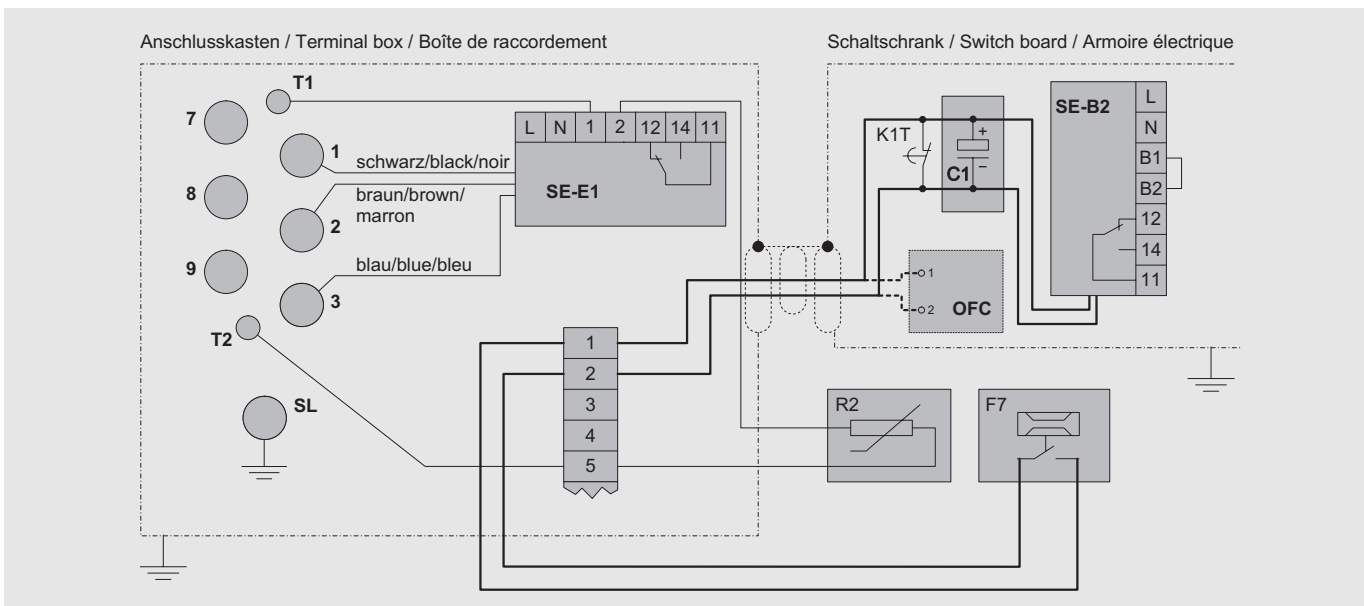 Anschlusskasten / Terminal box / Boîte de raccordement
Schaltschrank / Switch board / Armoire électrique
T1
7
1
8
2
9
3
T2
SL
schwarz/black/noir
braun/brown/
marron
blau/blue/bleu
L N 1 2 12 14 11
SE-E1
1
2
3
4
5
K1T
+
C1
−
SE-B2
L
N
B1
B2
12
14
11
1
2
OFC
R2
F7